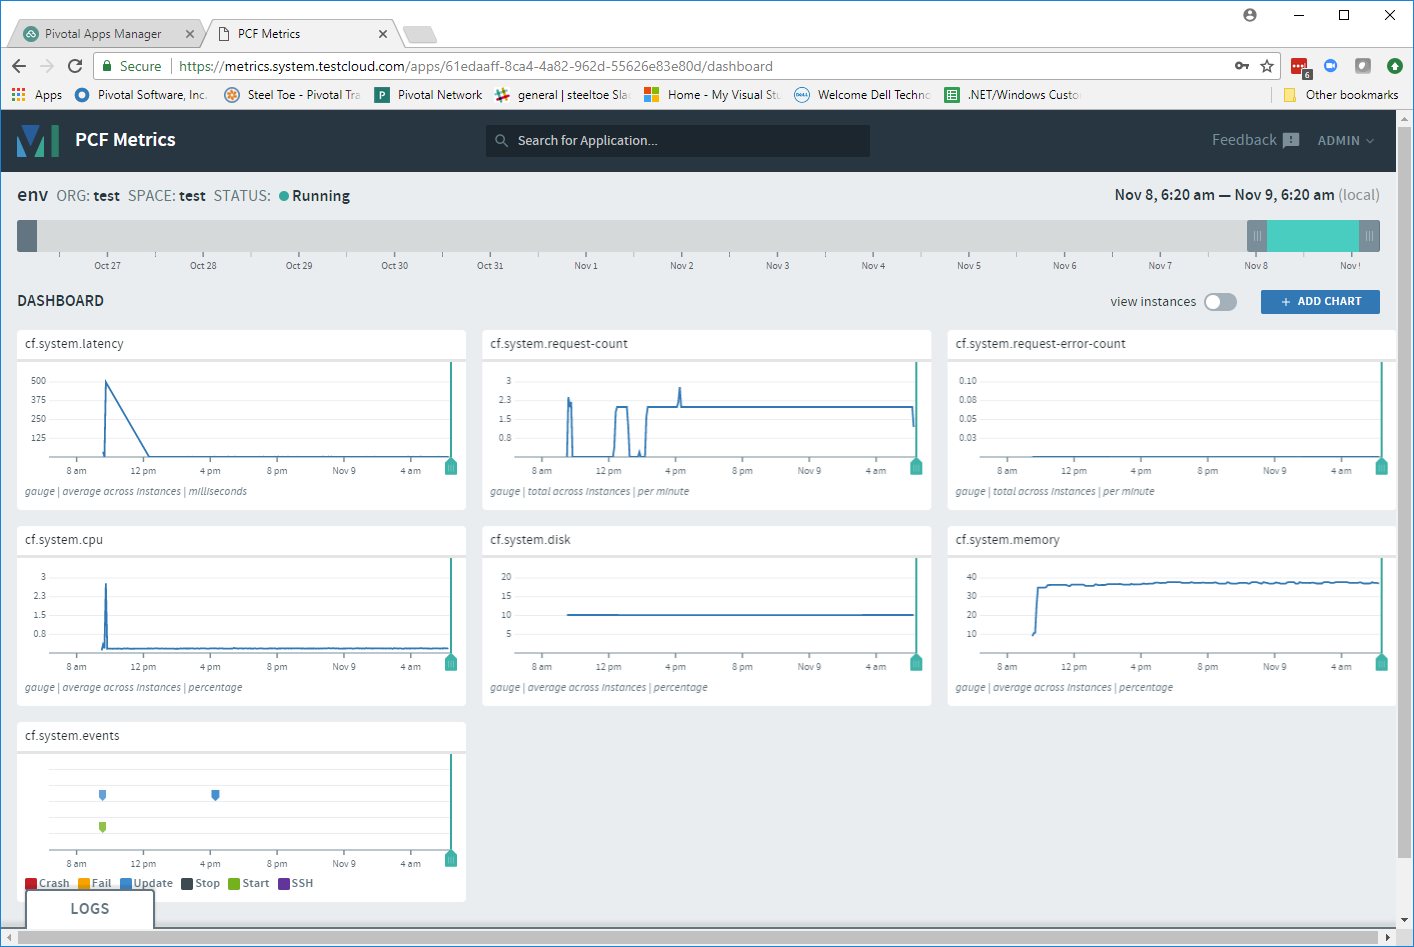 Pivotal Apps Manager
PCF Metrics
Secure
https://metrics.system.testcloud.com/apps/61edaaff-8ca4-4a82-962d-55626e83e80d/dashboard
6
Apps
Pivotal Software, Inc.
Steel Toe - Pivotal Tra
P
Pivotal Network
general | steeltoe Sla
Home - My Visual Stu
DELL
Welcome Dell Techno
.NET/Windows Custo
Other bookmarks
PCF Metrics
Search for Application...
Feedback
ADMIN
env ORG: test SPACE: test STATUS: Running
Nov 8, 6:20 am — Nov 9, 6:20 am (local)
Oct 27 Oct 28 Oct 29 Oct 30 Oct 31 Nov 1 Nov 2 Nov 3 Nov 4 Nov 5 Nov 6 Nov 7 Nov 8 Nov
DASHBOARD
view instances
+ ADD CHART
cf.system.latency
500
375
250
125
8 am 12 pm 4 pm 8 pm Nov 9 4 am
gauge | average across instances | milliseconds
cf.system.request-count
3
2.3
1.5
0.8
8 am 12 pm 4 pm 8 pm Nov 9 4 am
gauge | total across instances | per minute
cf.system.request-error-count
0.10
0.08
0.05
0.03
8 am 12 pm 4 pm 8 pm Nov 9 4 am
gauge | total across instances | per minute
cf.system.cpu
3
2.3
1.5
0.8
8 am 12 pm 4 pm 8 pm Nov 9 4 am
gauge | average across instances | percentage
cf.system.disk
20
15
10
5
8 am 12 pm 4 pm 8 pm Nov 9 4 am
gauge | average across instances | percentage
cf.system.memory
40
30
20
10
8 am 12 pm 4 pm 8 pm Nov 9 4 am
gauge | average across instances | percentage
cf.system.events
8 am 12 pm 4 pm 8 pm Nov 9 4 am
Crash Fail Update Stop Start SSH
LOGS